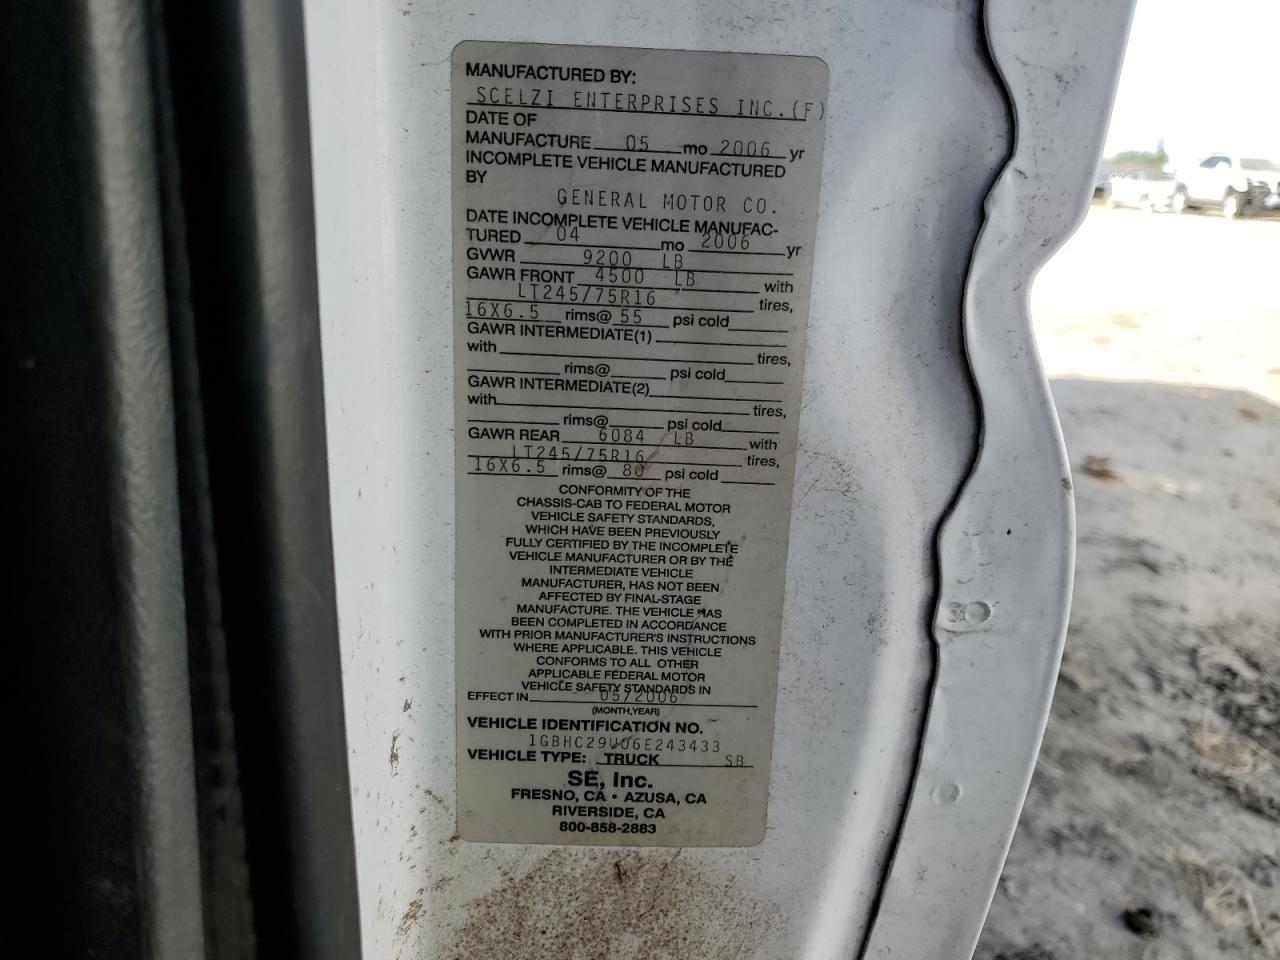 MANUFACTURED BY:
SCELZI ENTERPRISES INC.(F)
DATE OF
MANUFACTURE 05 mo 2006 yr
INCOMPLETE VEHICLE MANUFACTURED
BY
GENERAL MOTOR CO.
DATE INCOMPLETE VEHICLE MANUFAC-
TURED 04 mo 2006 yr
GVWR 9200 LB
GAWR FRONT 4500 LB with
LT245/75R16 tires,
16X6.5 rims@ 55 psi cold
GAWR INTERMEDIATE(1)
with tires,
rims@ psi cold
GAWR INTERMEDIATE(2)
with tires,
rims@ psi cold
GAWR REAR 6084 LB with
LT245/75R16 tires,
16X6.5 rims@ 80 psi cold
CONFORMITY OF THE
CHASSIS-CAB TO FEDERAL MOTOR
VEHICLE SAFETY STANDARDS,
WHICH HAVE BEEN PREVIOUSLY
FULLY CERTIFIED BY THE INCOMPLETE
VEHICLE MANUFACTURER OR BY THE
INTERMEDIATE VEHICLE
MANUFACTURER, HAS NOT BEEN
AFFECTED BY FINAL-STAGE
MANUFACTURE. THE VEHICLE HAS
BEEN COMPLETED IN ACCORDANCE
WITH PRIOR MANUFACTURER'S INSTRUCTIONS
WHERE APPLICABLE. THIS VEHICLE
CONFORMS TO ALL OTHER
APPLICABLE FEDERAL MOTOR
VEHICLE SAFETY STANDARDS IN
EFFECT IN 05/2006
(MONTH,YEAR)
VEHICLE IDENTIFICATION NO.
1GBHC29U06E243433
VEHICLE TYPE: TRUCK SB
SE, Inc.
FRESNO, CA • AZUSA, CA
RIVERSIDE, CA
800-858-2883